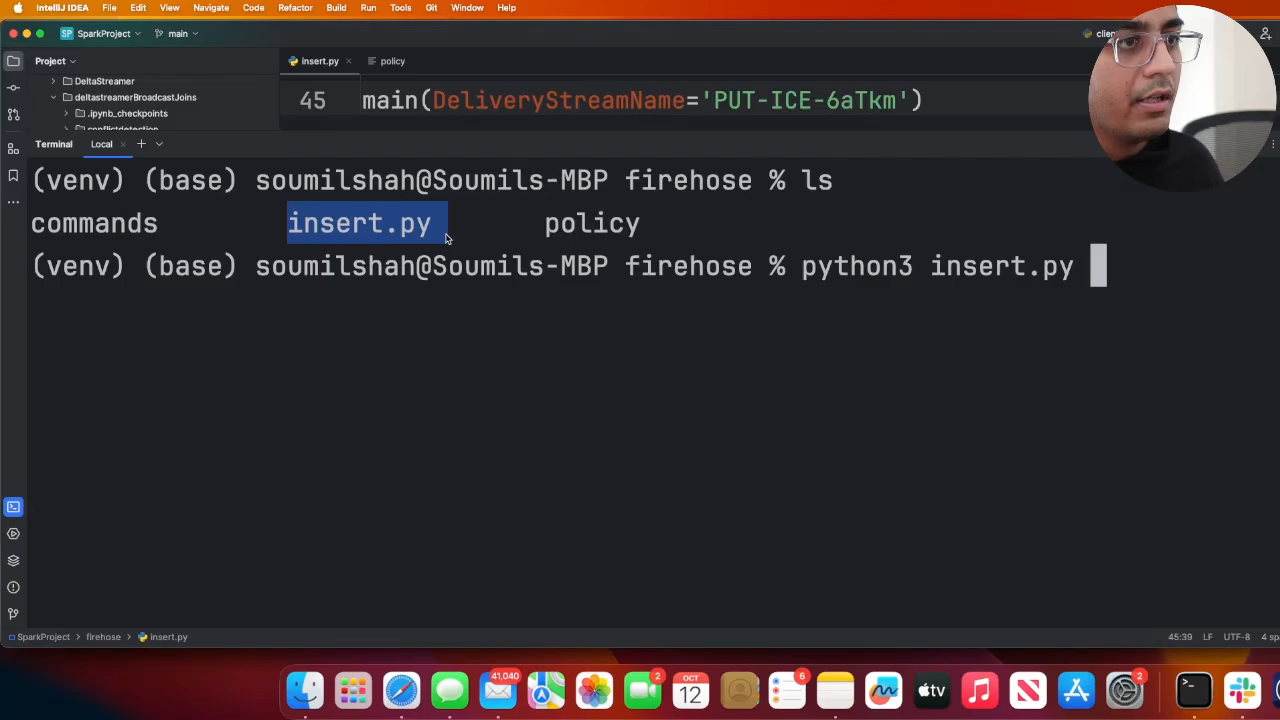 IntelliJ IDEA File Edit View Navigate Code Refactor Build Run Tools Git Window Help
SP SparkProject main
Project insert.py policy
DeltaStreamer
deltastreamerBroadcastJoins
.ipynb_checkpoints
conflictdetection
45 main(DeliveryStreamName='PUT-ICE-6aTkm')
Terminal Local
(venv) (base) soumilshah@Soumils-MBP firehose % ls
commands insert.py policy
(venv) (base) soumilshah@Soumils-MBP firehose % python3 insert.py
SparkProject > firehose > insert.py 45:39 LF UTF-8
41,040 2 OCT 12 6 tv 2